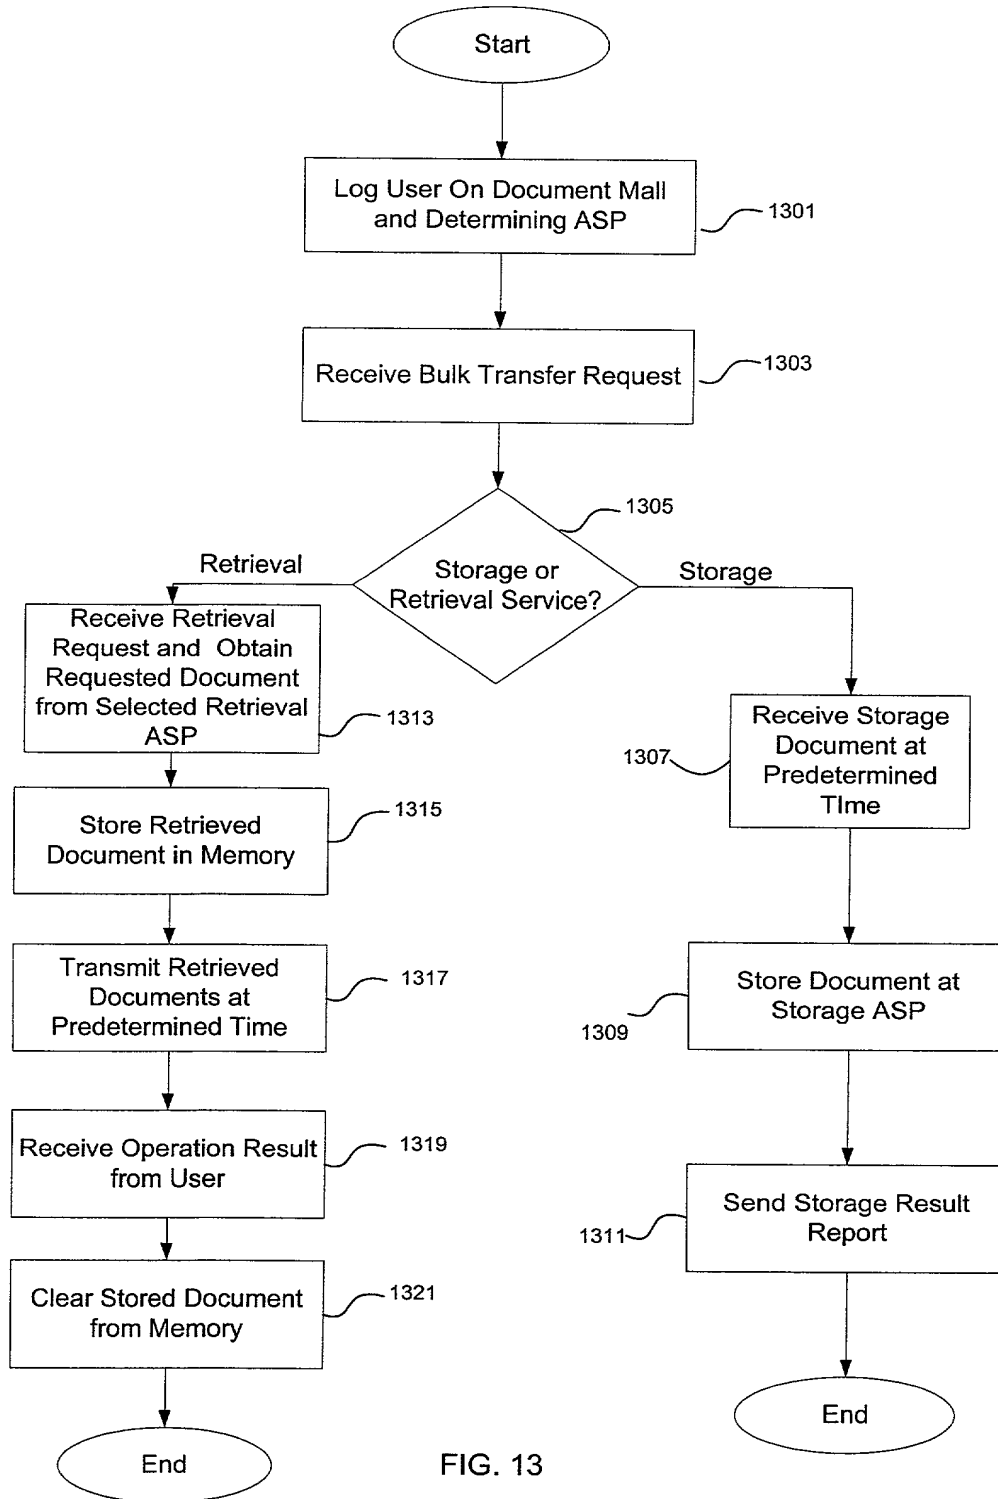 Start
Log User On Document Mall
and Determining ASP
1301
Receive Bulk Transfer Request
1303
1305
Storage or
Retrieval Service?
Retrieval
Storage
Receive Retrieval
Request and Obtain
Requested Document
from Selected Retrieval
ASP
1313
Store Retrieved
Document in Memory
1315
Transmit Retrieved
Documents at
Predetermined Time
1317
Receive Operation Result
from User
1319
Clear Stored Document
from Memory
1321
End
Receive Storage
Document at
Predetermined
TIme
1307
Store Document at
Storage ASP
1309
Send Storage Result
Report
1311
End
FIG. 13